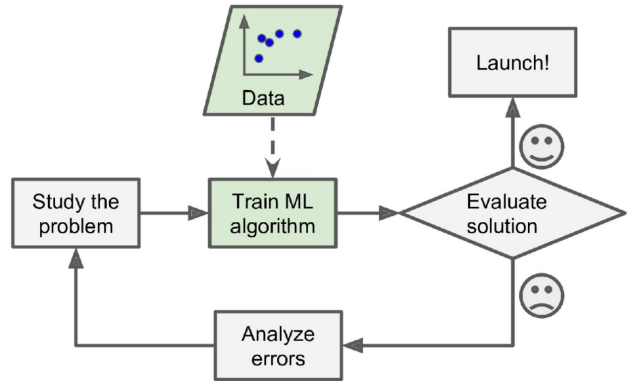 Data
Launch!
Study the
problem
Train ML
algorithm
Evaluate
solution
Analyze
errors